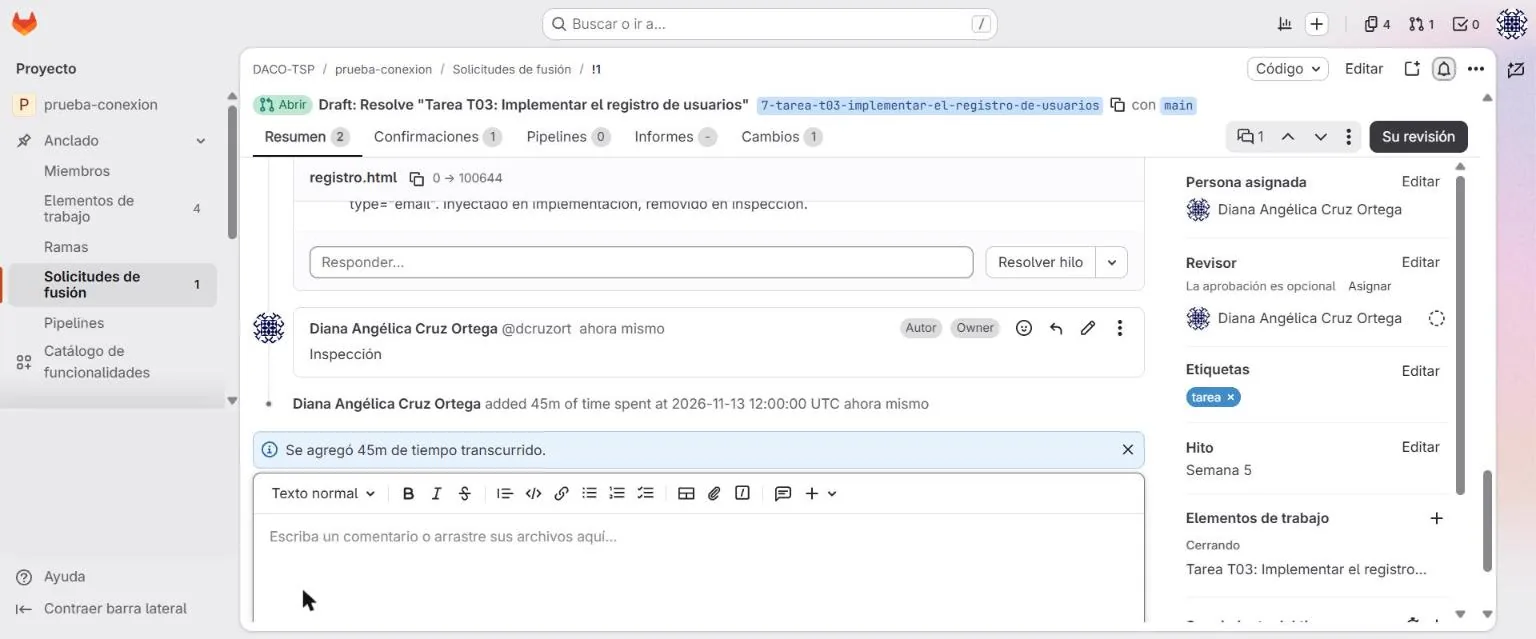 Buscar o ir a...
/
4
1
0
Proyecto
P prueba-conexion
Anclado
Miembros
Elementos de trabajo 4
Ramas
Solicitudes de fusión 1
Pipelines
Catálogo de funcionalidades
Ayuda
Contraer barra lateral
DACO-TSP / prueba-conexion / Solicitudes de fusión / !1
Código
Editar
Abrir Draft: Resolve "Tarea T03: Implementar el registro de usuarios" 7-tarea-t03-implementar-el-registro-de-usuarios con main
Resumen 2 Confirmaciones 1 Pipelines 0 Informes - Cambios 1
1
Su revisión
registro.html 0 → 100644
type="email". Inyectado en implementación, removido en inspección.
Responder...
Resolver hilo
Diana Angélica Cruz Ortega @dcruzort ahora mismo
Autor Owner
Inspección
Diana Angélica Cruz Ortega added 45m of time spent at 2026-11-13 12:00:00 UTC ahora mismo
Se agregó 45m de tiempo transcurrido.
Texto normal B I S
Escriba un comentario o arrastre sus archivos aquí...
Persona asignada Editar
Diana Angélica Cruz Ortega
Revisor Editar
La aprobación es opcional Asignar
Diana Angélica Cruz Ortega
Etiquetas Editar
tarea ×
Hito Editar
Semana 5
Elementos de trabajo +
Cerrando
Tarea T03: Implementar el registro...